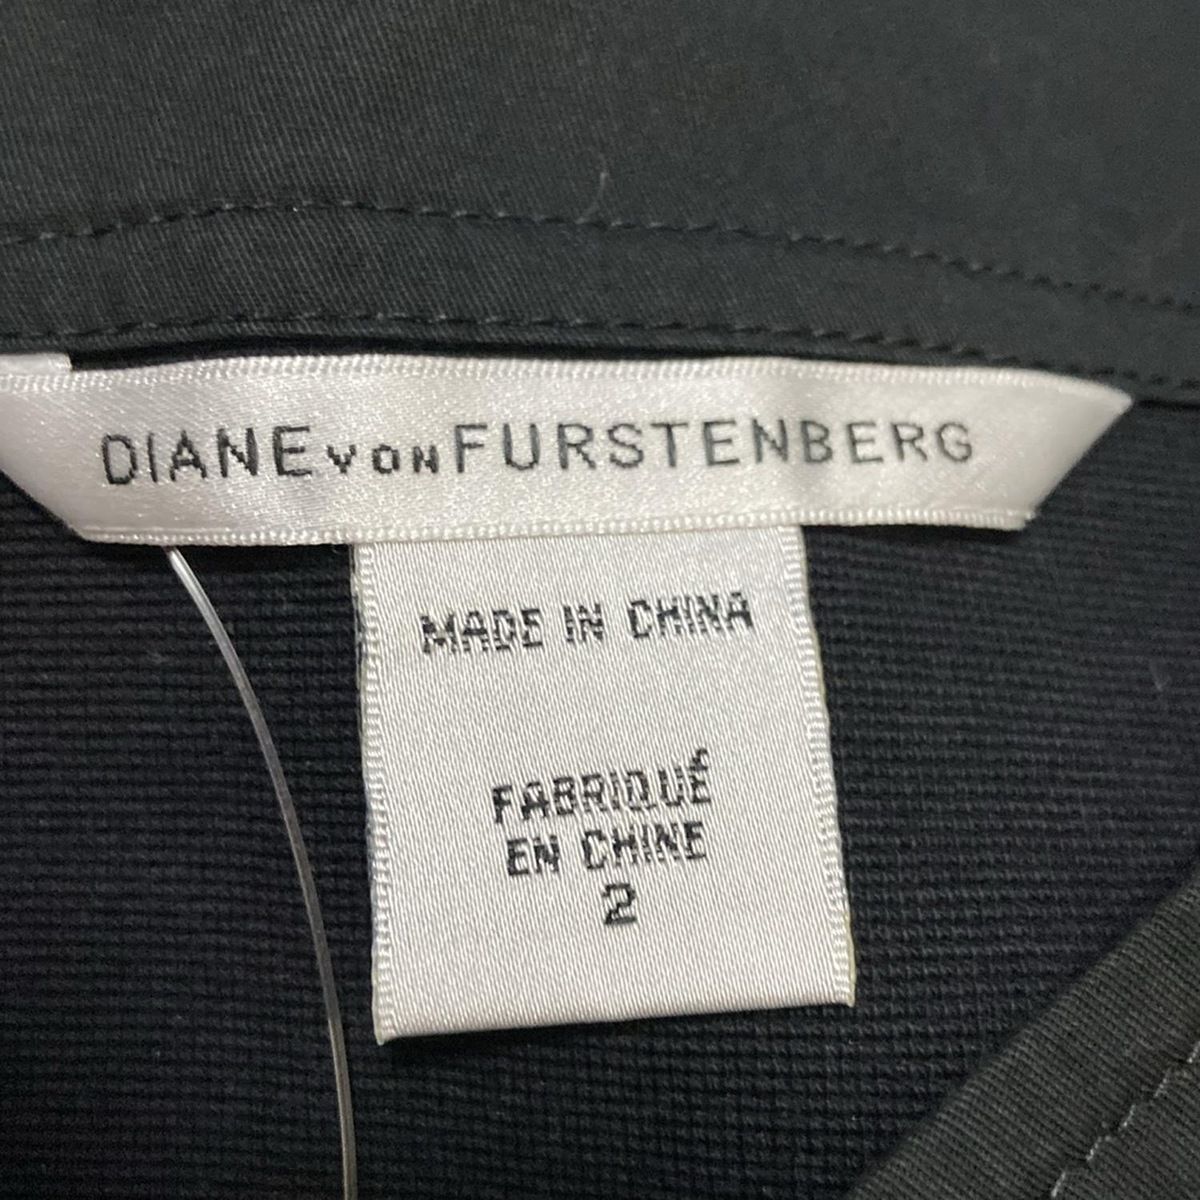 DIANE VON FURSTENBERG
MADE IN CHINA
FABRIQUÉ
EN CHINE
2